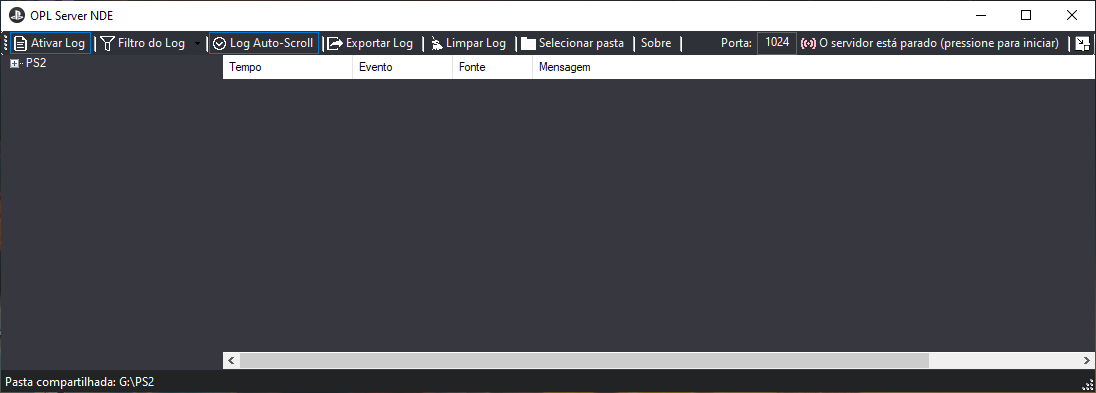 OPL Server NDE
Ativar Log Filtro do Log Log Auto-Scroll Exportar Log Limpar Log Selecionar pasta Sobre Porta: 1024 O servidor está parado (pressione para iniciar)
PS2
Tempo Evento Fonte Mensagem
Pasta compartilhada: G:\PS2